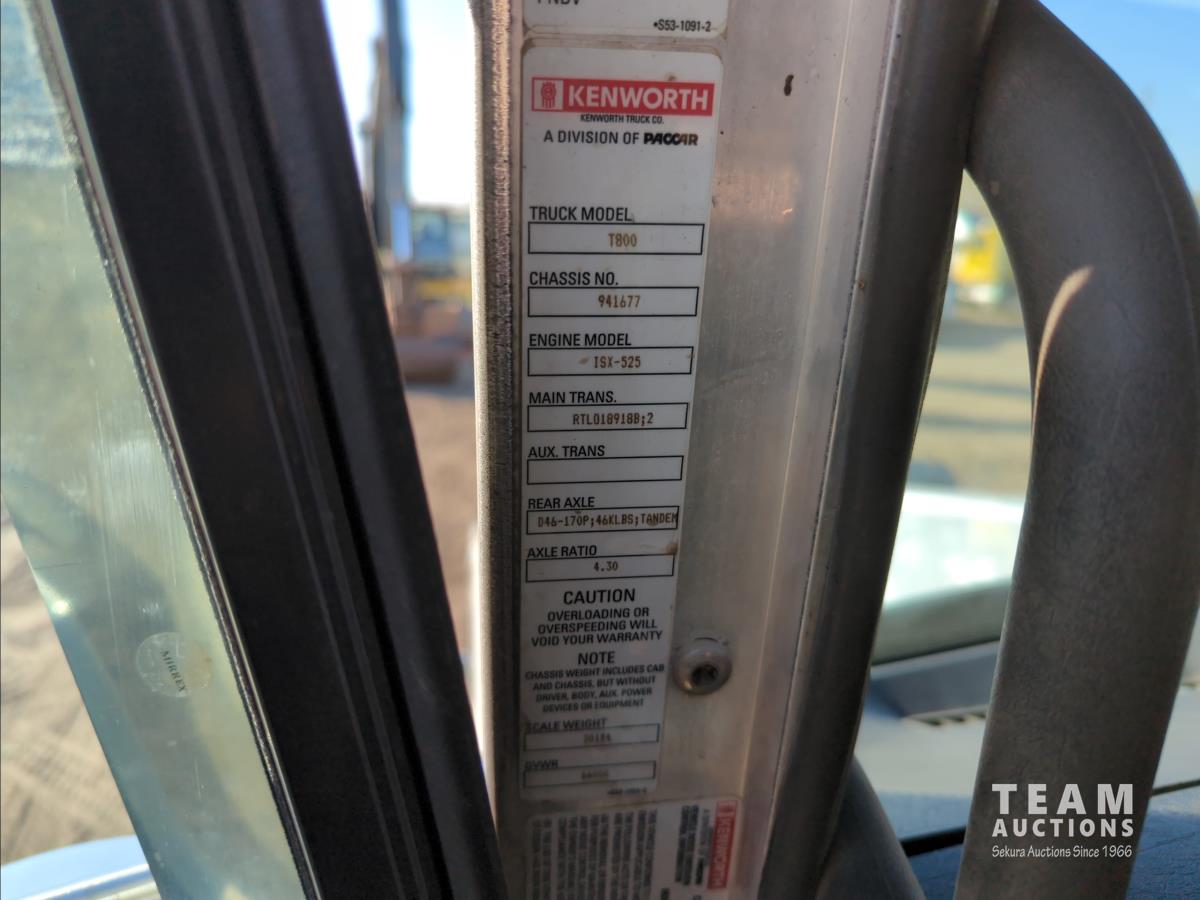 •S53-1091-2
KENWORTH
KENWORTH TRUCK CO.
A DIVISION OF PACCAR
TRUCK MODEL
T800
CHASSIS NO.
941677
ENGINE MODEL
ISX-525
MAIN TRANS.
RTLO18918B;2
AUX. TRANS
REAR AXLE
D46-170P;46KLBS;TANDEM
AXLE RATIO
4.30
CAUTION
OVERLOADING OR
OVERSPEEDING WILL
VOID YOUR WARRANTY
NOTE
CHASSIS WEIGHT INCLUDES CAB
AND CHASSIS, BUT WITHOUT
DRIVER, BODY, AUX. POWER
DEVICES OR EQUIPMENT
SCALE WEIGHT
GVWR
KENWORTH
MIRREX
TEAM
AUCTIONS
Sekura Auctions Since 1966